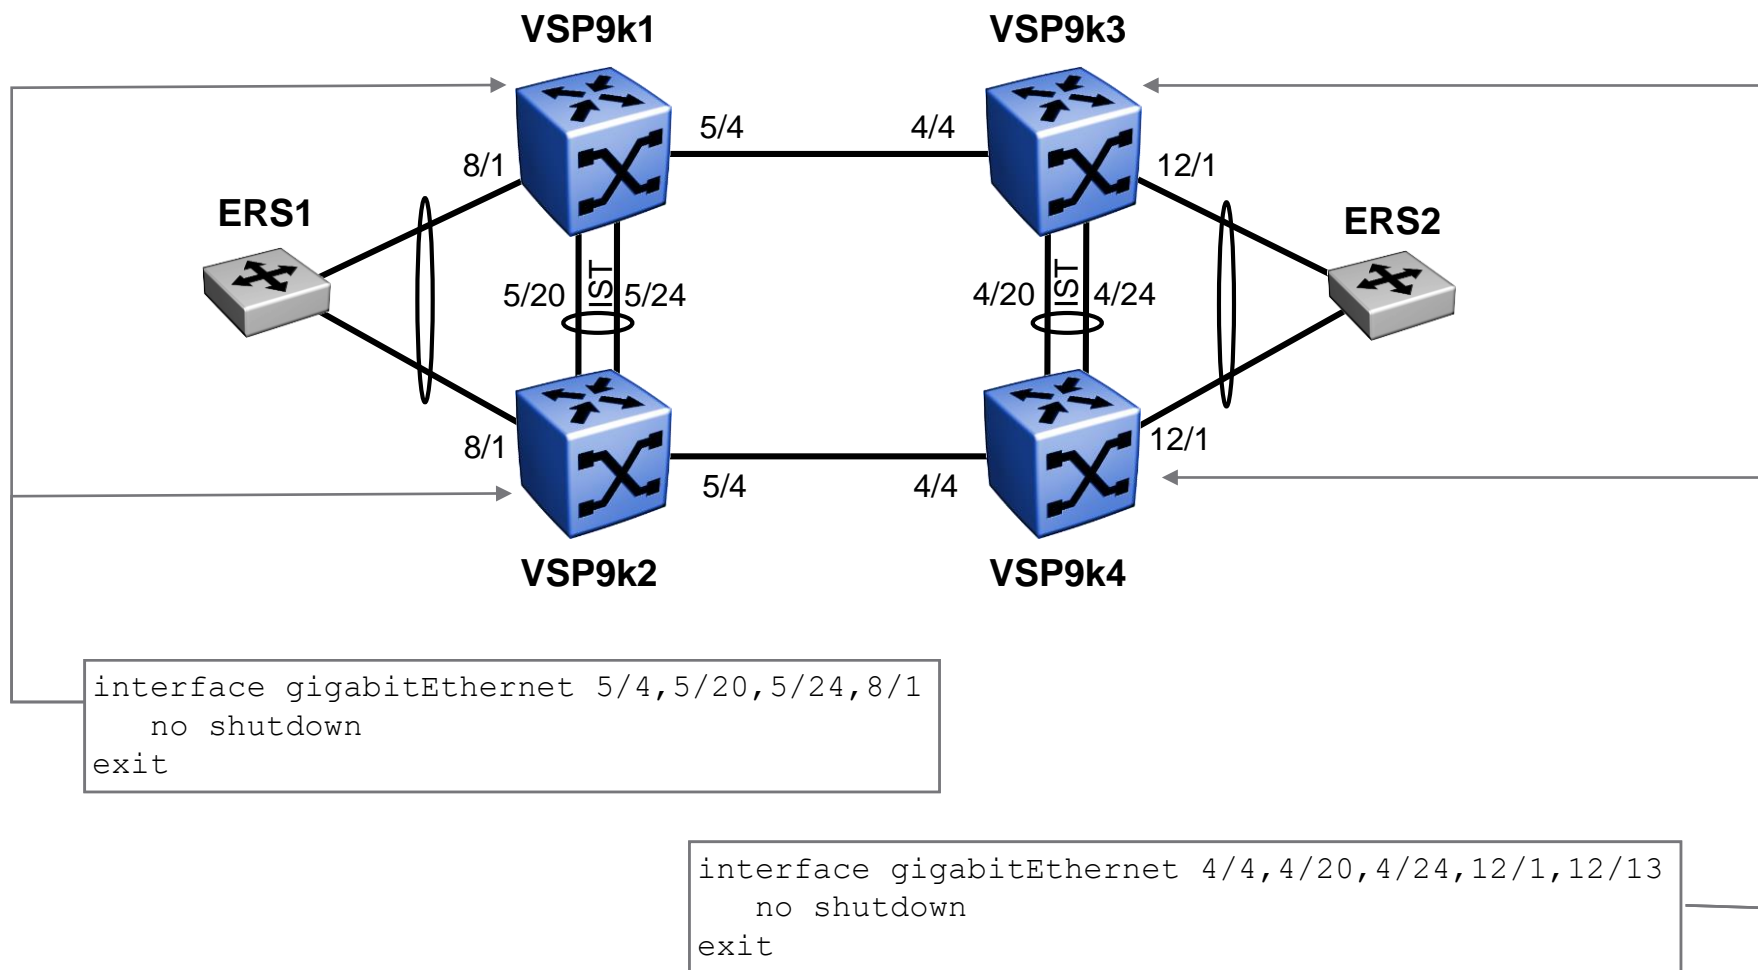 VSP9k1
VSP9k3
5/4
4/4
8/1
12/1
ERS1
ERS2
5/20
IST
5/24
4/20
IST
4/24
8/1
12/1
5/4
4/4
VSP9k2
VSP9k4
interface gigabitEthernet 5/4,5/20,5/24,8/1
no shutdown
exit
interface gigabitEthernet 4/4,4/20,4/24,12/1,12/13
no shutdown
exit